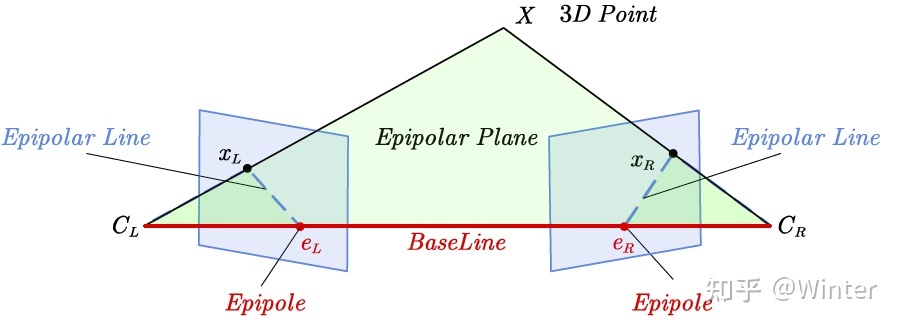 X 3D Point
Epipolar Line
x_L
Epipolar Plane
x_R
Epipolar Line
C_L
e_L
BaseLine
e_R
C_R
Epipole
Epipole
知乎 @Winter